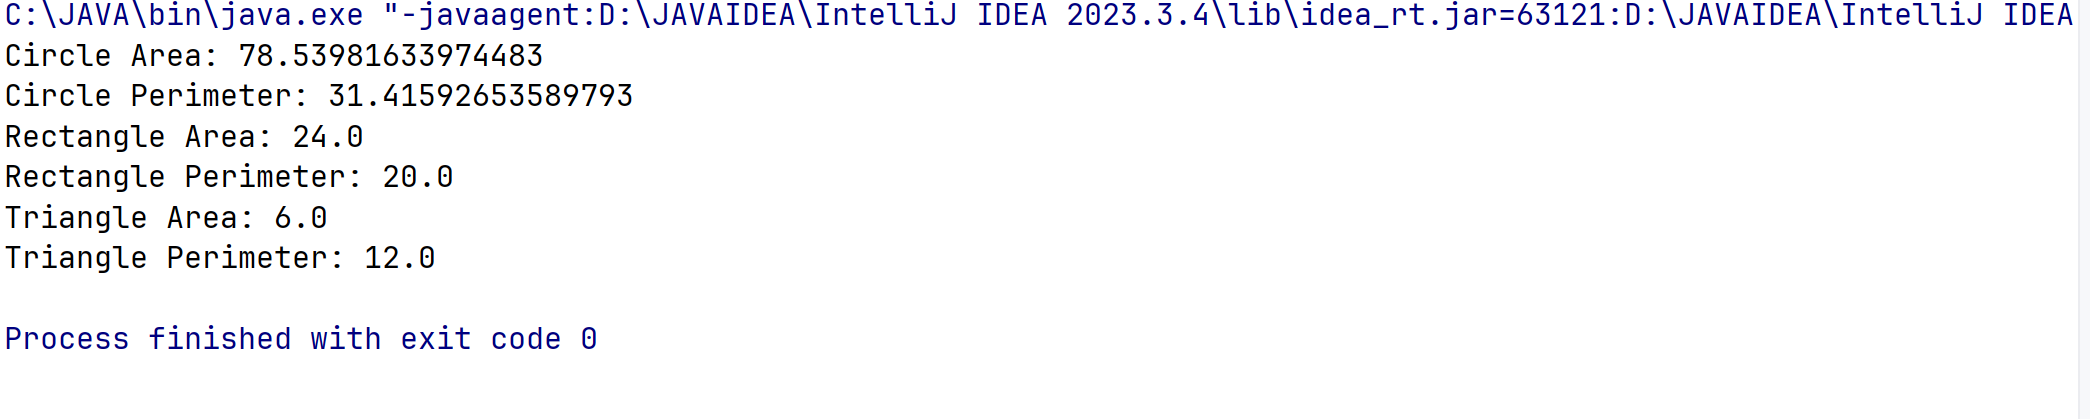 C:\JAVA\bin\java.exe "-javaagent:D:\JAVAIDEA\IntelliJ IDEA 2023.3.4\lib\idea_rt.jar=63121:D:\JAVAIDEA\IntelliJ IDEA
Circle Area: 78.53981633974483
Circle Perimeter: 31.41592653589793
Rectangle Area: 24.0
Rectangle Perimeter: 20.0
Triangle Area: 6.0
Triangle Perimeter: 12.0
Process finished with exit code 0